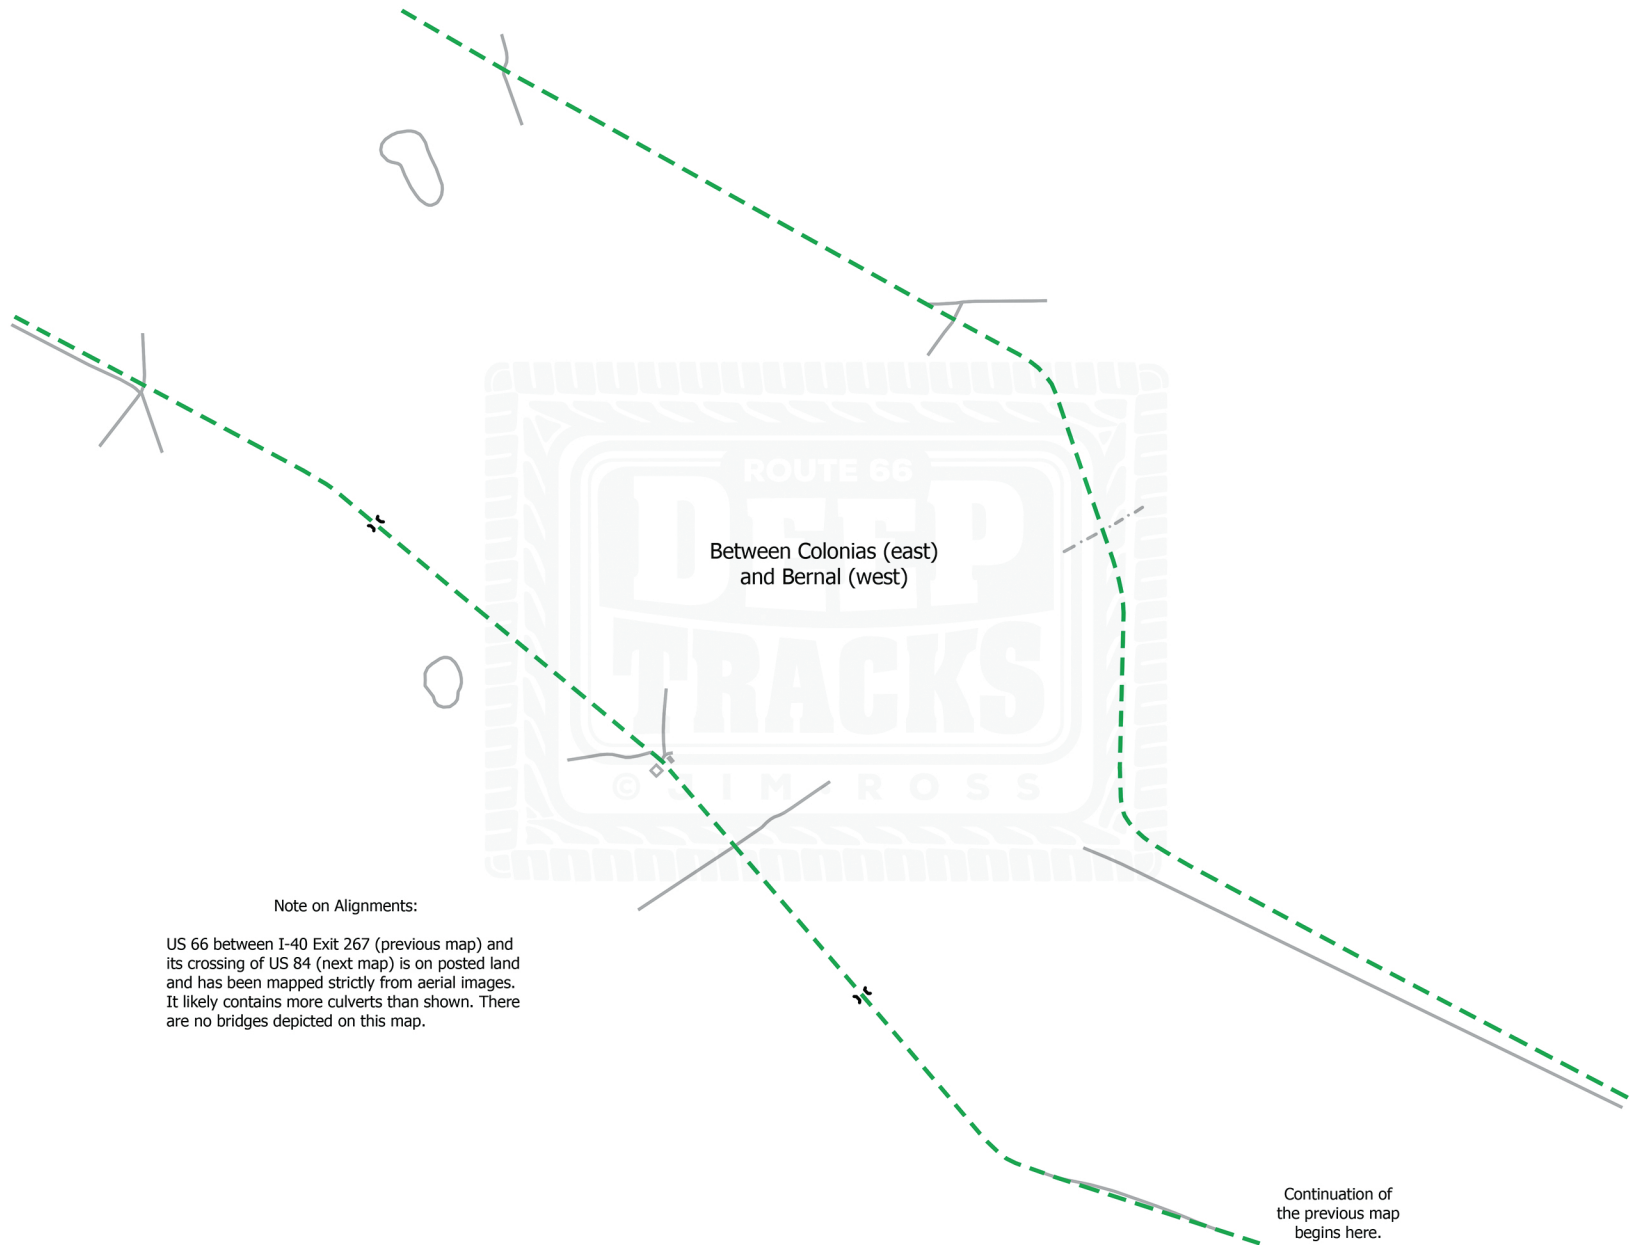 ROUTE 66
DEEP
TRACKS
© JIM ROSS
Between Colonias (east)
and Bernal (west)
Note on Alignments:
US 66 between I-40 Exit 267 (previous map) and
its crossing of US 84 (next map) is on posted land
and has been mapped strictly from aerial images.
It likely contains more culverts than shown. There
are no bridges depicted on this map.
Continuation of
the previous map
begins here.